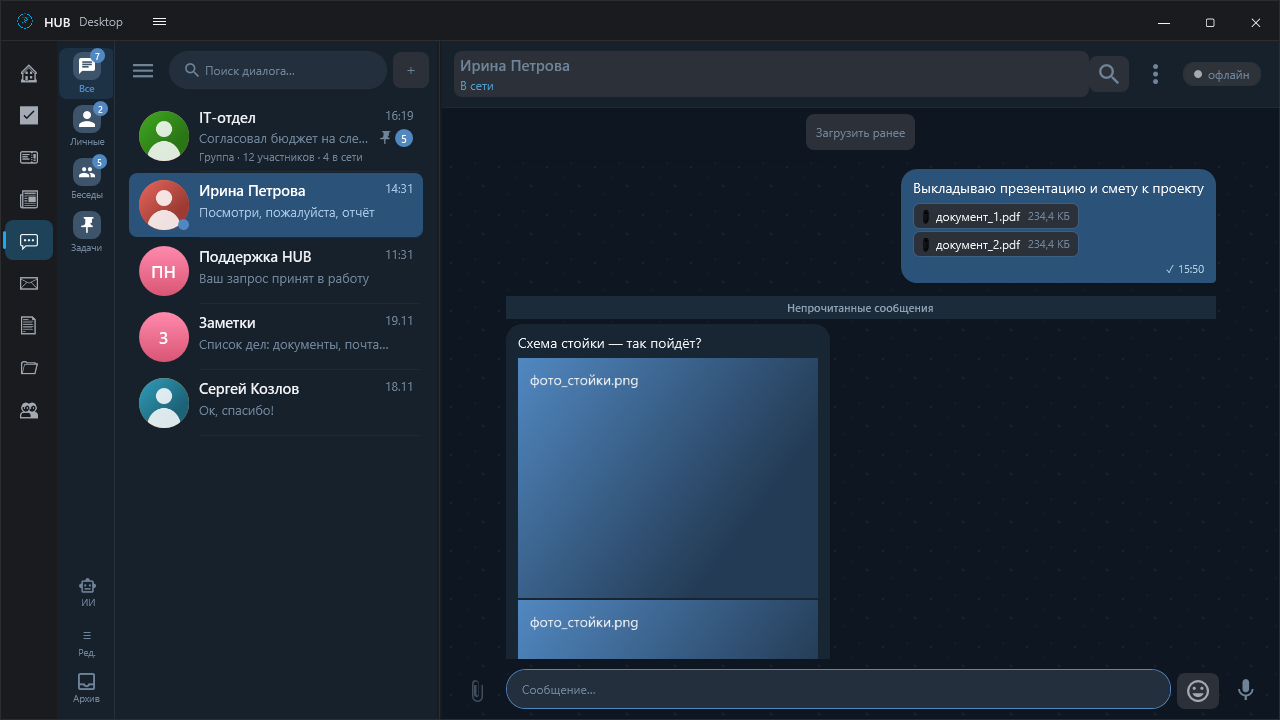 HUB Desktop
7
Все
2
Личные
5
Беседы
Задачи
ИИ
Ред.
Архив
Поиск диалога...
+
IT-отдел 16:19
Согласовал бюджет на сле... 5
Группа · 12 участников · 4 в сети
Ирина Петрова 14:31
Посмотри, пожалуйста, отчёт
ПН
Поддержка HUB 11:31
Ваш запрос принят в работу
З
Заметки 19.11
Список дел: документы, почта...
Сергей Козлов 18.11
Ок, спасибо!
Ирина Петрова
В сети
офлайн
Загрузить ранее
Выкладываю презентацию и смету к проекту
документ_1.pdf 234,4 КБ
документ_2.pdf 234,4 КБ
✓ 15:50
Непрочитанные сообщения
Схема стойки — так пойдёт?
фото_стойки.png
фото_стойки.png
Сообщение...